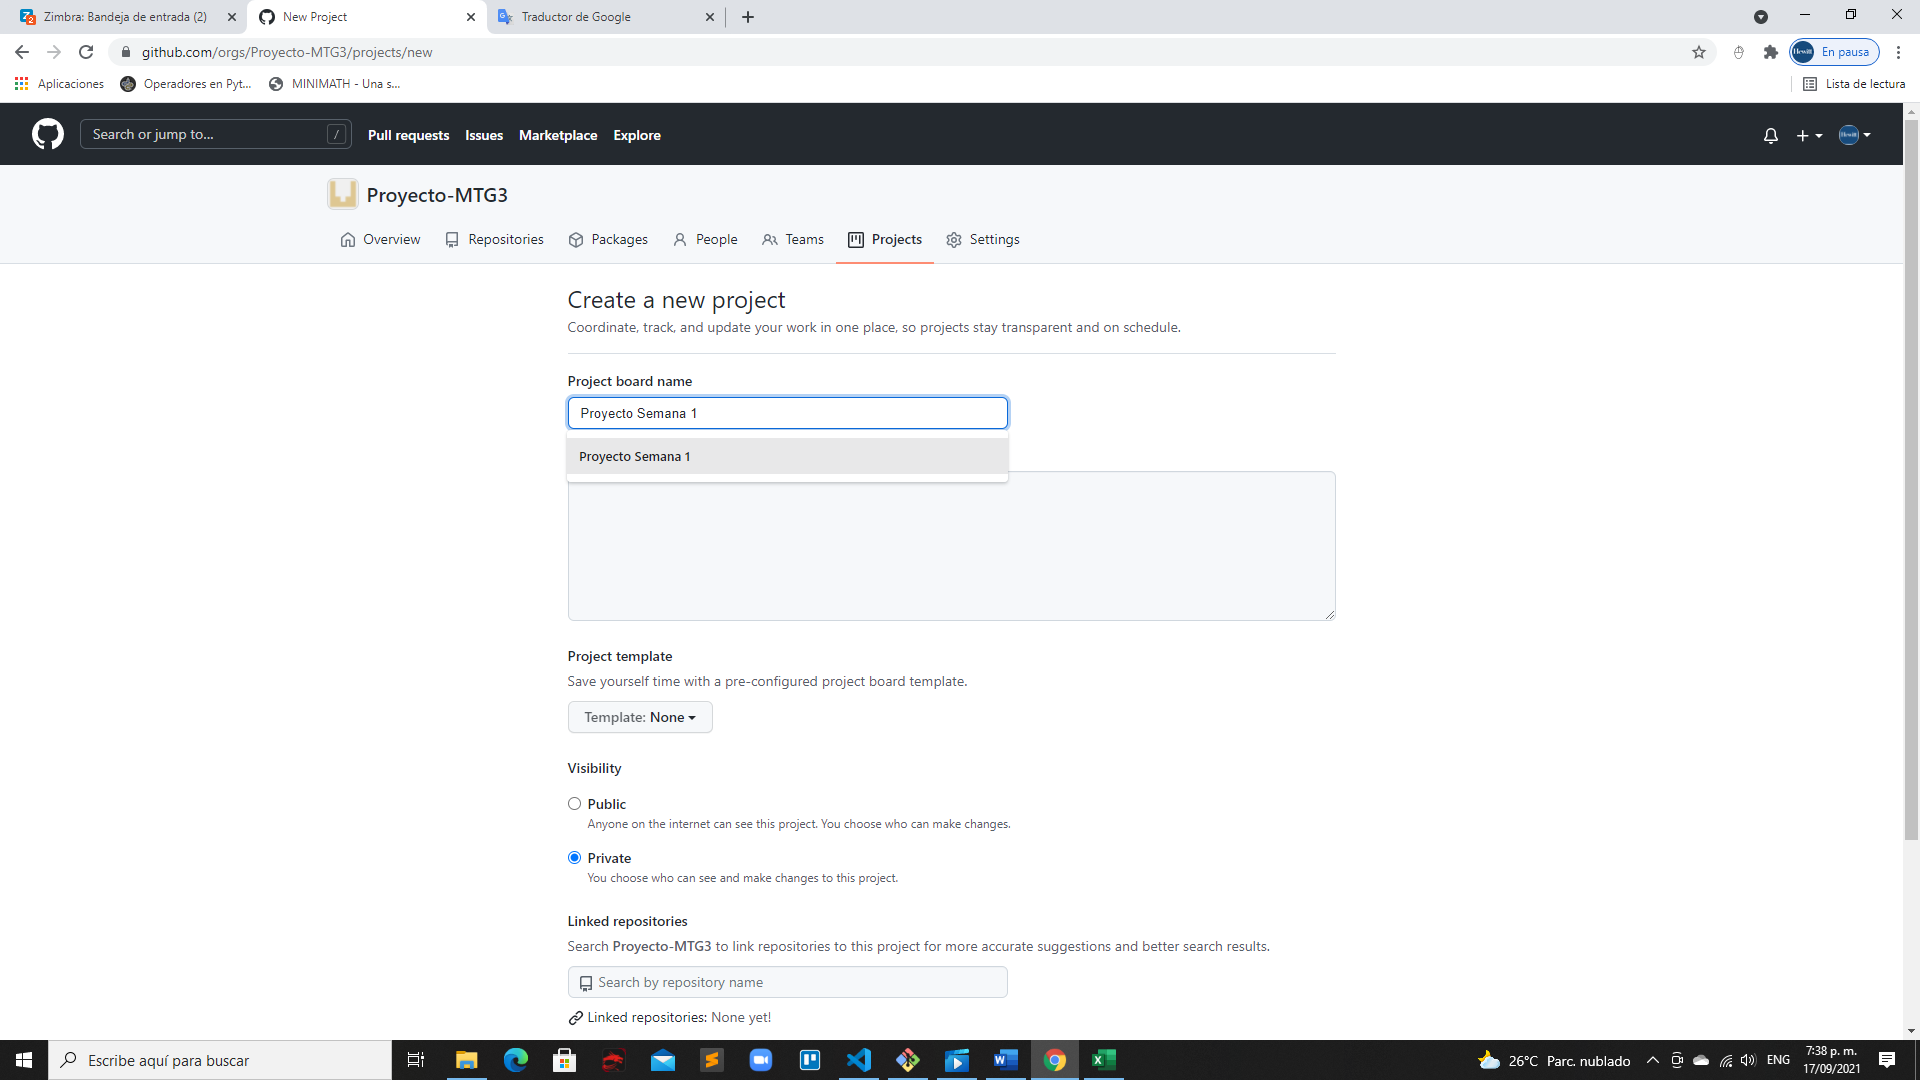 Zimbra: Bandeja de entrada (2)
New Project
Traductor de Google
github.com/orgs/Proyecto-MTG3/projects/new
En pausa
Aplicaciones
Operadores en Pyt...
MINIMATH - Una s...
Lista de lectura
Search or jump to...
/
Pull requests
Issues
Marketplace
Explore
Proyecto-MTG3
Overview
Repositories
Packages
People
Teams
Projects
Settings
Create a new project
Coordinate, track, and update your work in one place, so projects stay transparent and on schedule.
Project board name
Proyecto Semana 1
Proyecto Semana 1
Project template
Save yourself time with a pre-configured project board template.
Template: None
Visibility
Public
Anyone on the internet can see this project. You choose who can make changes.
Private
You choose who can see and make changes to this project.
Linked repositories
Search Proyecto-MTG3 to link repositories to this project for more accurate suggestions and better search results.
Search by repository name
Linked repositories: None yet!
Escribe aquí para buscar
26°C Parc. nublado
ENG
7:38 p. m.
17/09/2021